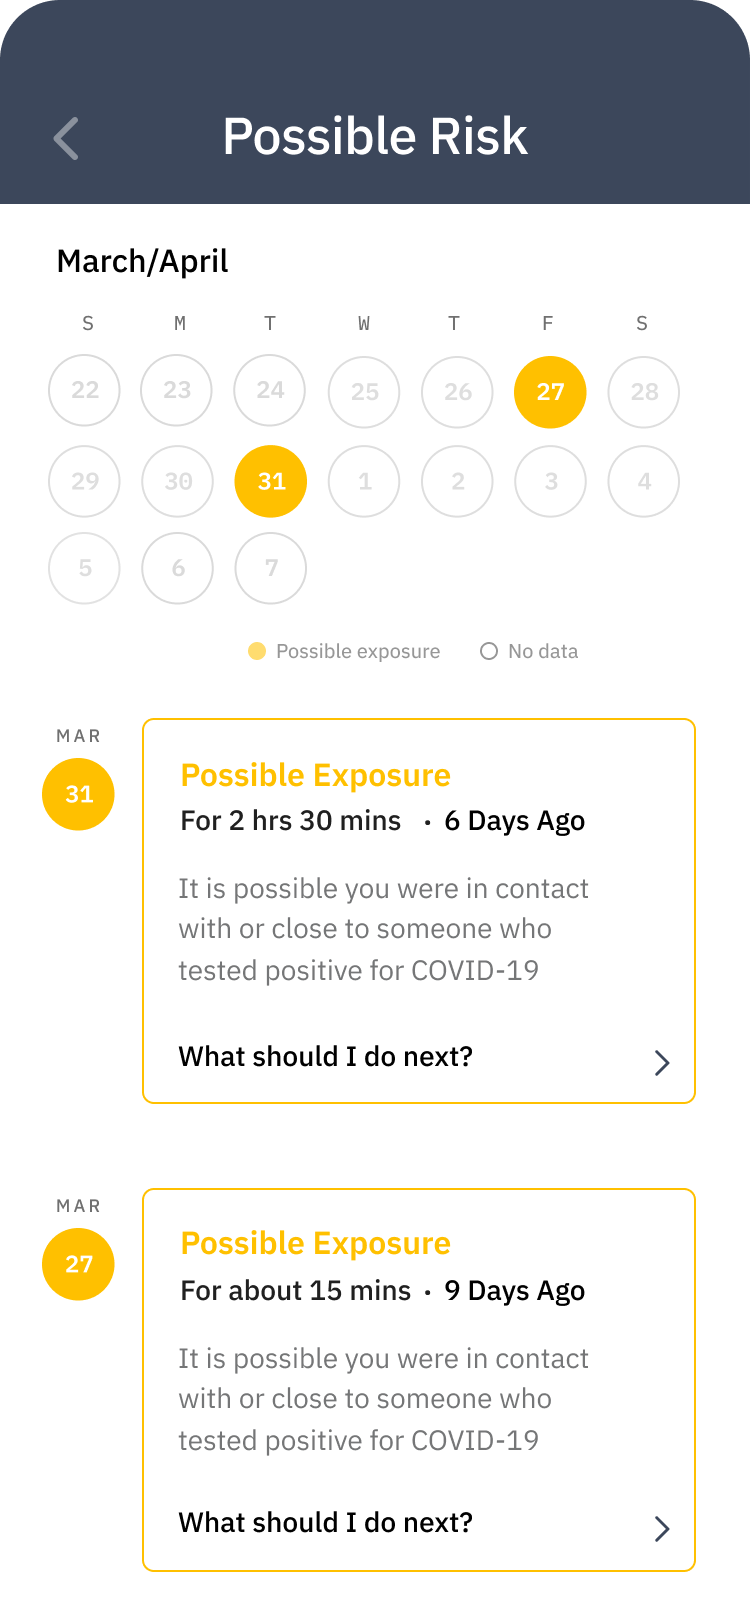 Possible Risk
March/April
S M T W T F S
22 23 24 25 26 27 28
29 30 31 1 2 3 4
5 6 7
Possible exposure No data
MAR
31
Possible Exposure
For 2 hrs 30 mins · 6 Days Ago
It is possible you were in contact
with or close to someone who
tested positive for COVID-19
What should I do next?
MAR
27
Possible Exposure
For about 15 mins · 9 Days Ago
It is possible you were in contact
with or close to someone who
tested positive for COVID-19
What should I do next?